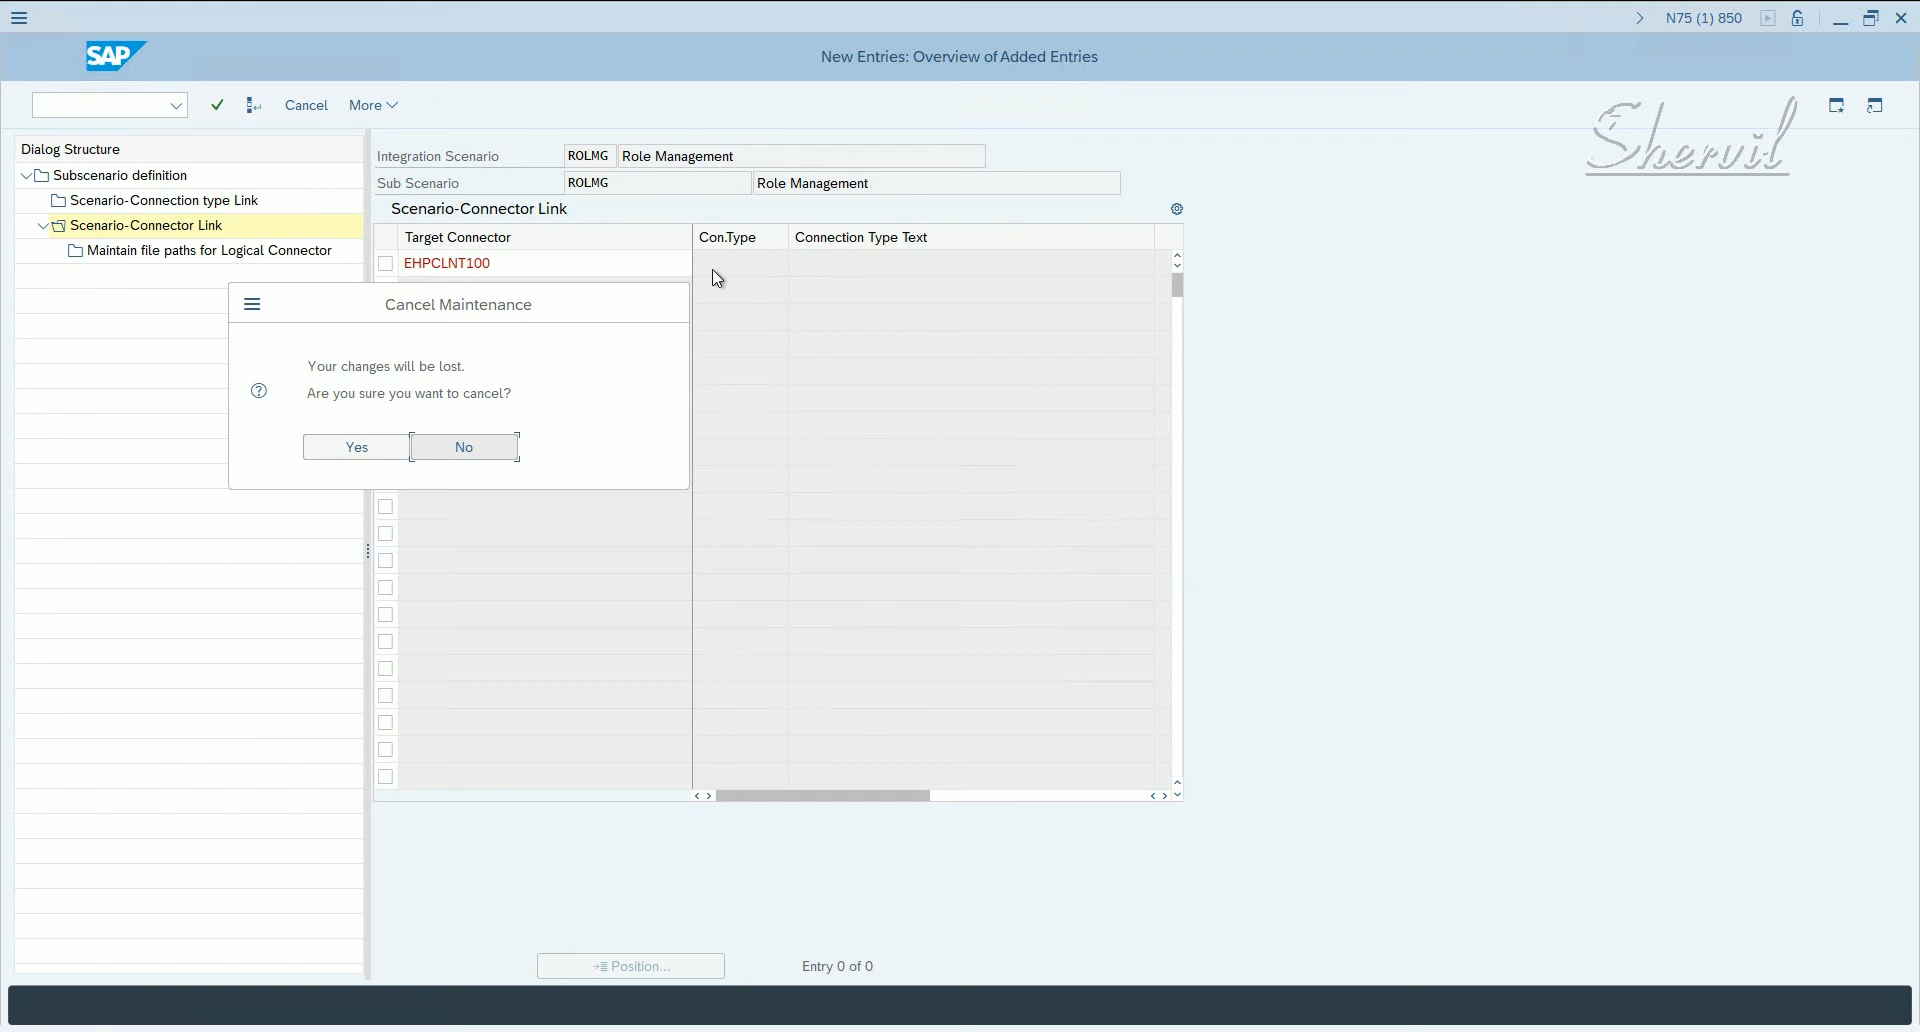 N75 (1) 850
SAP
New Entries: Overview of Added Entries
Cancel More
Shervil
Dialog Structure
Subscenario definition
Scenario-Connection type Link
Scenario-Connector Link
Maintain file paths for Logical Connector
Integration Scenario ROLMG Role Management
Sub Scenario ROLMG Role Management
Scenario-Connector Link
Target Connector Con.Type Connection Type Text
EHPCLNT100
Cancel Maintenance
Your changes will be lost.
Are you sure you want to cancel?
Yes No
Position... Entry 0 of 0